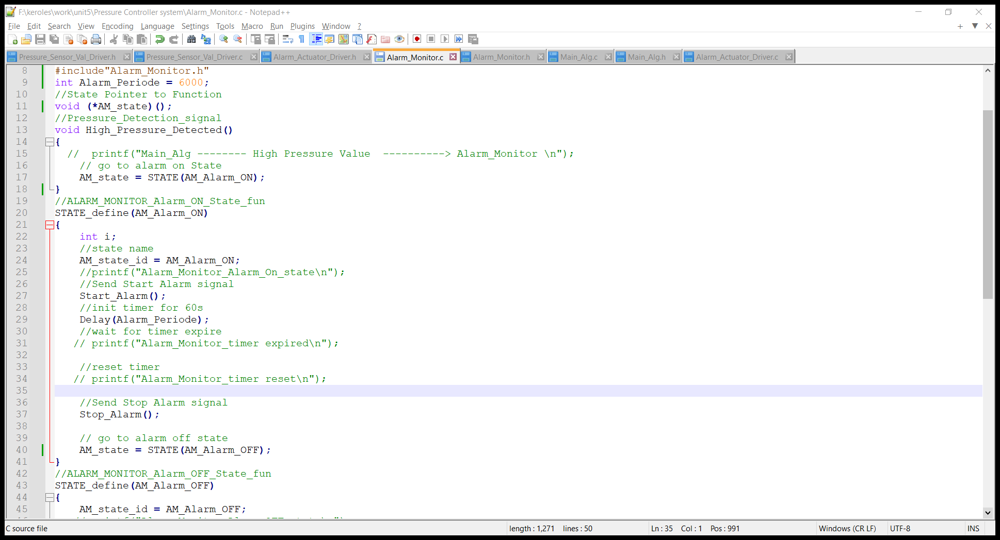 F:\keroles\work\unit5\Pressure Controller system\Alarm_Monitor.c - Notepad++
File Edit Search View Encoding Language Settings Tools Macro Run Plugins Window ?
Pressure_Sensor_Val_Driver.h Pressure_Sensor_Val_Driver.c Alarm_Actuator_Driver.h Alarm_Monitor.c Alarm_Monitor.h Main_Alg.c Main_Alg.h Alarm_Actuator_Driver.c
8 #include"Alarm_Monitor.h"
9 int Alarm_Periode = 6000;
10 //State Pointer to Function
11 void (*AM_state)();
12 //Pressure_Detection_signal
13 void High_Pressure_Detected()
14 {
15 //  printf("Main_Alg -------- High Pressure Value  ----------> Alarm_Monitor \n");
16 // go to alarm on State
17 AM_state = STATE(AM_Alarm_ON);
18 }
19 //ALARM_MONITOR_Alarm_ON_State_fun
20 STATE_define(AM_Alarm_ON)
21 {
22 int i;
23 //state name
24 AM_state_id = AM_Alarm_ON;
25 //printf("Alarm_Monitor_Alarm_On_state\n");
26 //Send Start Alarm signal
27 Start_Alarm();
28 //init timer for 60s
29 Delay(Alarm_Periode);
30 //wait for timer expire
31 // printf("Alarm_Monitor_timer expired\n");
32
33 //reset timer
34 // printf("Alarm_Monitor_timer reset\n");
35
36 //Send Stop Alarm signal
37 Stop_Alarm();
38
39 // go to alarm off state
40 AM_state = STATE(AM_Alarm_OFF);
41 }
42 //ALARM_MONITOR_Alarm_OFF_State_fun
43 STATE_define(AM_Alarm_OFF)
44 {
45 AM_state_id = AM_Alarm_OFF;
C source file length : 1,271 lines : 50 Ln : 35 Col : 1 Pos : 991 Windows (CR LF) UTF-8 INS